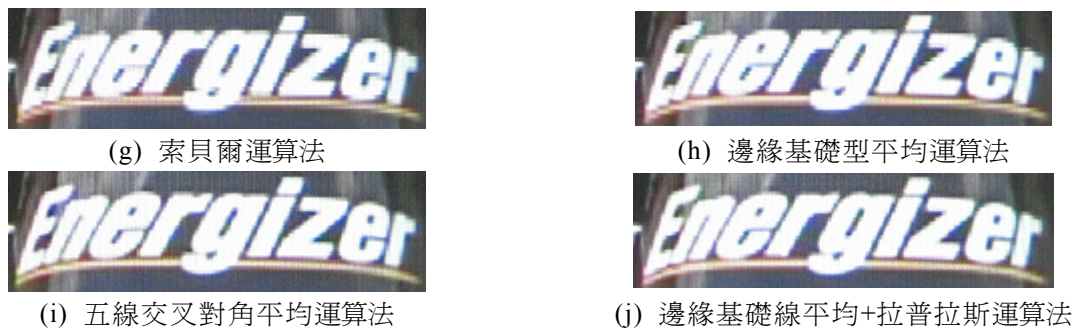 Energizer
Energizer
(g) 索貝爾運算法
(h) 邊緣基礎型平均運算法
Energizer
Energizer
(i) 五線交叉對角平均運算法
(j) 邊緣基礎線平均+拉普拉斯運算法